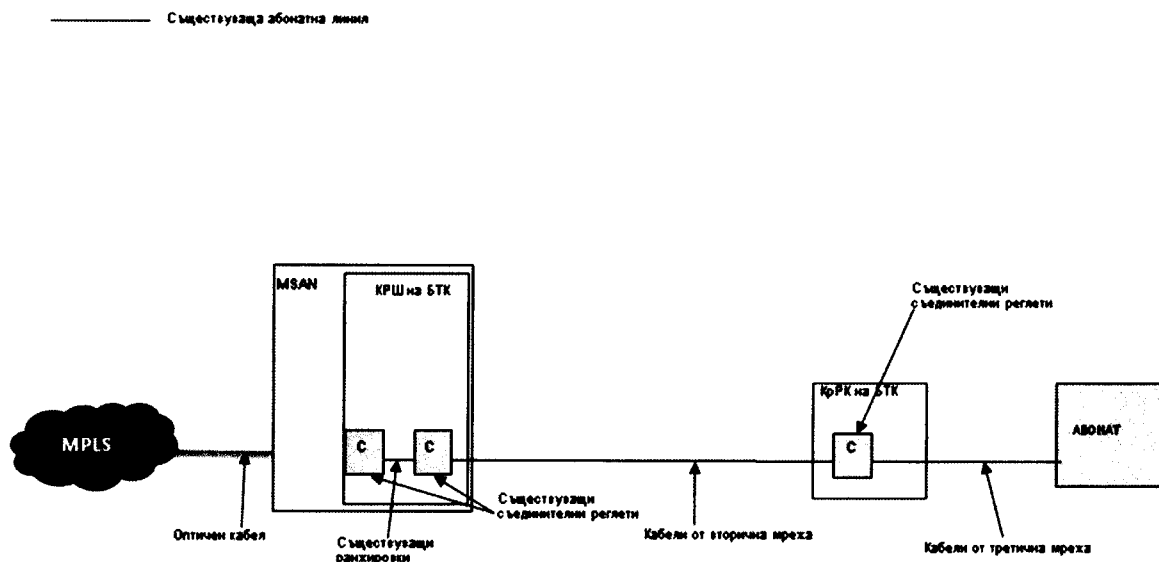 Съществуваща абонатна линия
MSAN
КРШ на БТК
Съществуващи
съединителни реглети
КрРК на БТК
АБОНАТ
MPLS
С
С
С
Съществуващи
съединителни реглети
Оптичен кабел
Съществуващи
ранжировки
Кабели от вторична мрежа
Кабели от третична мрежа